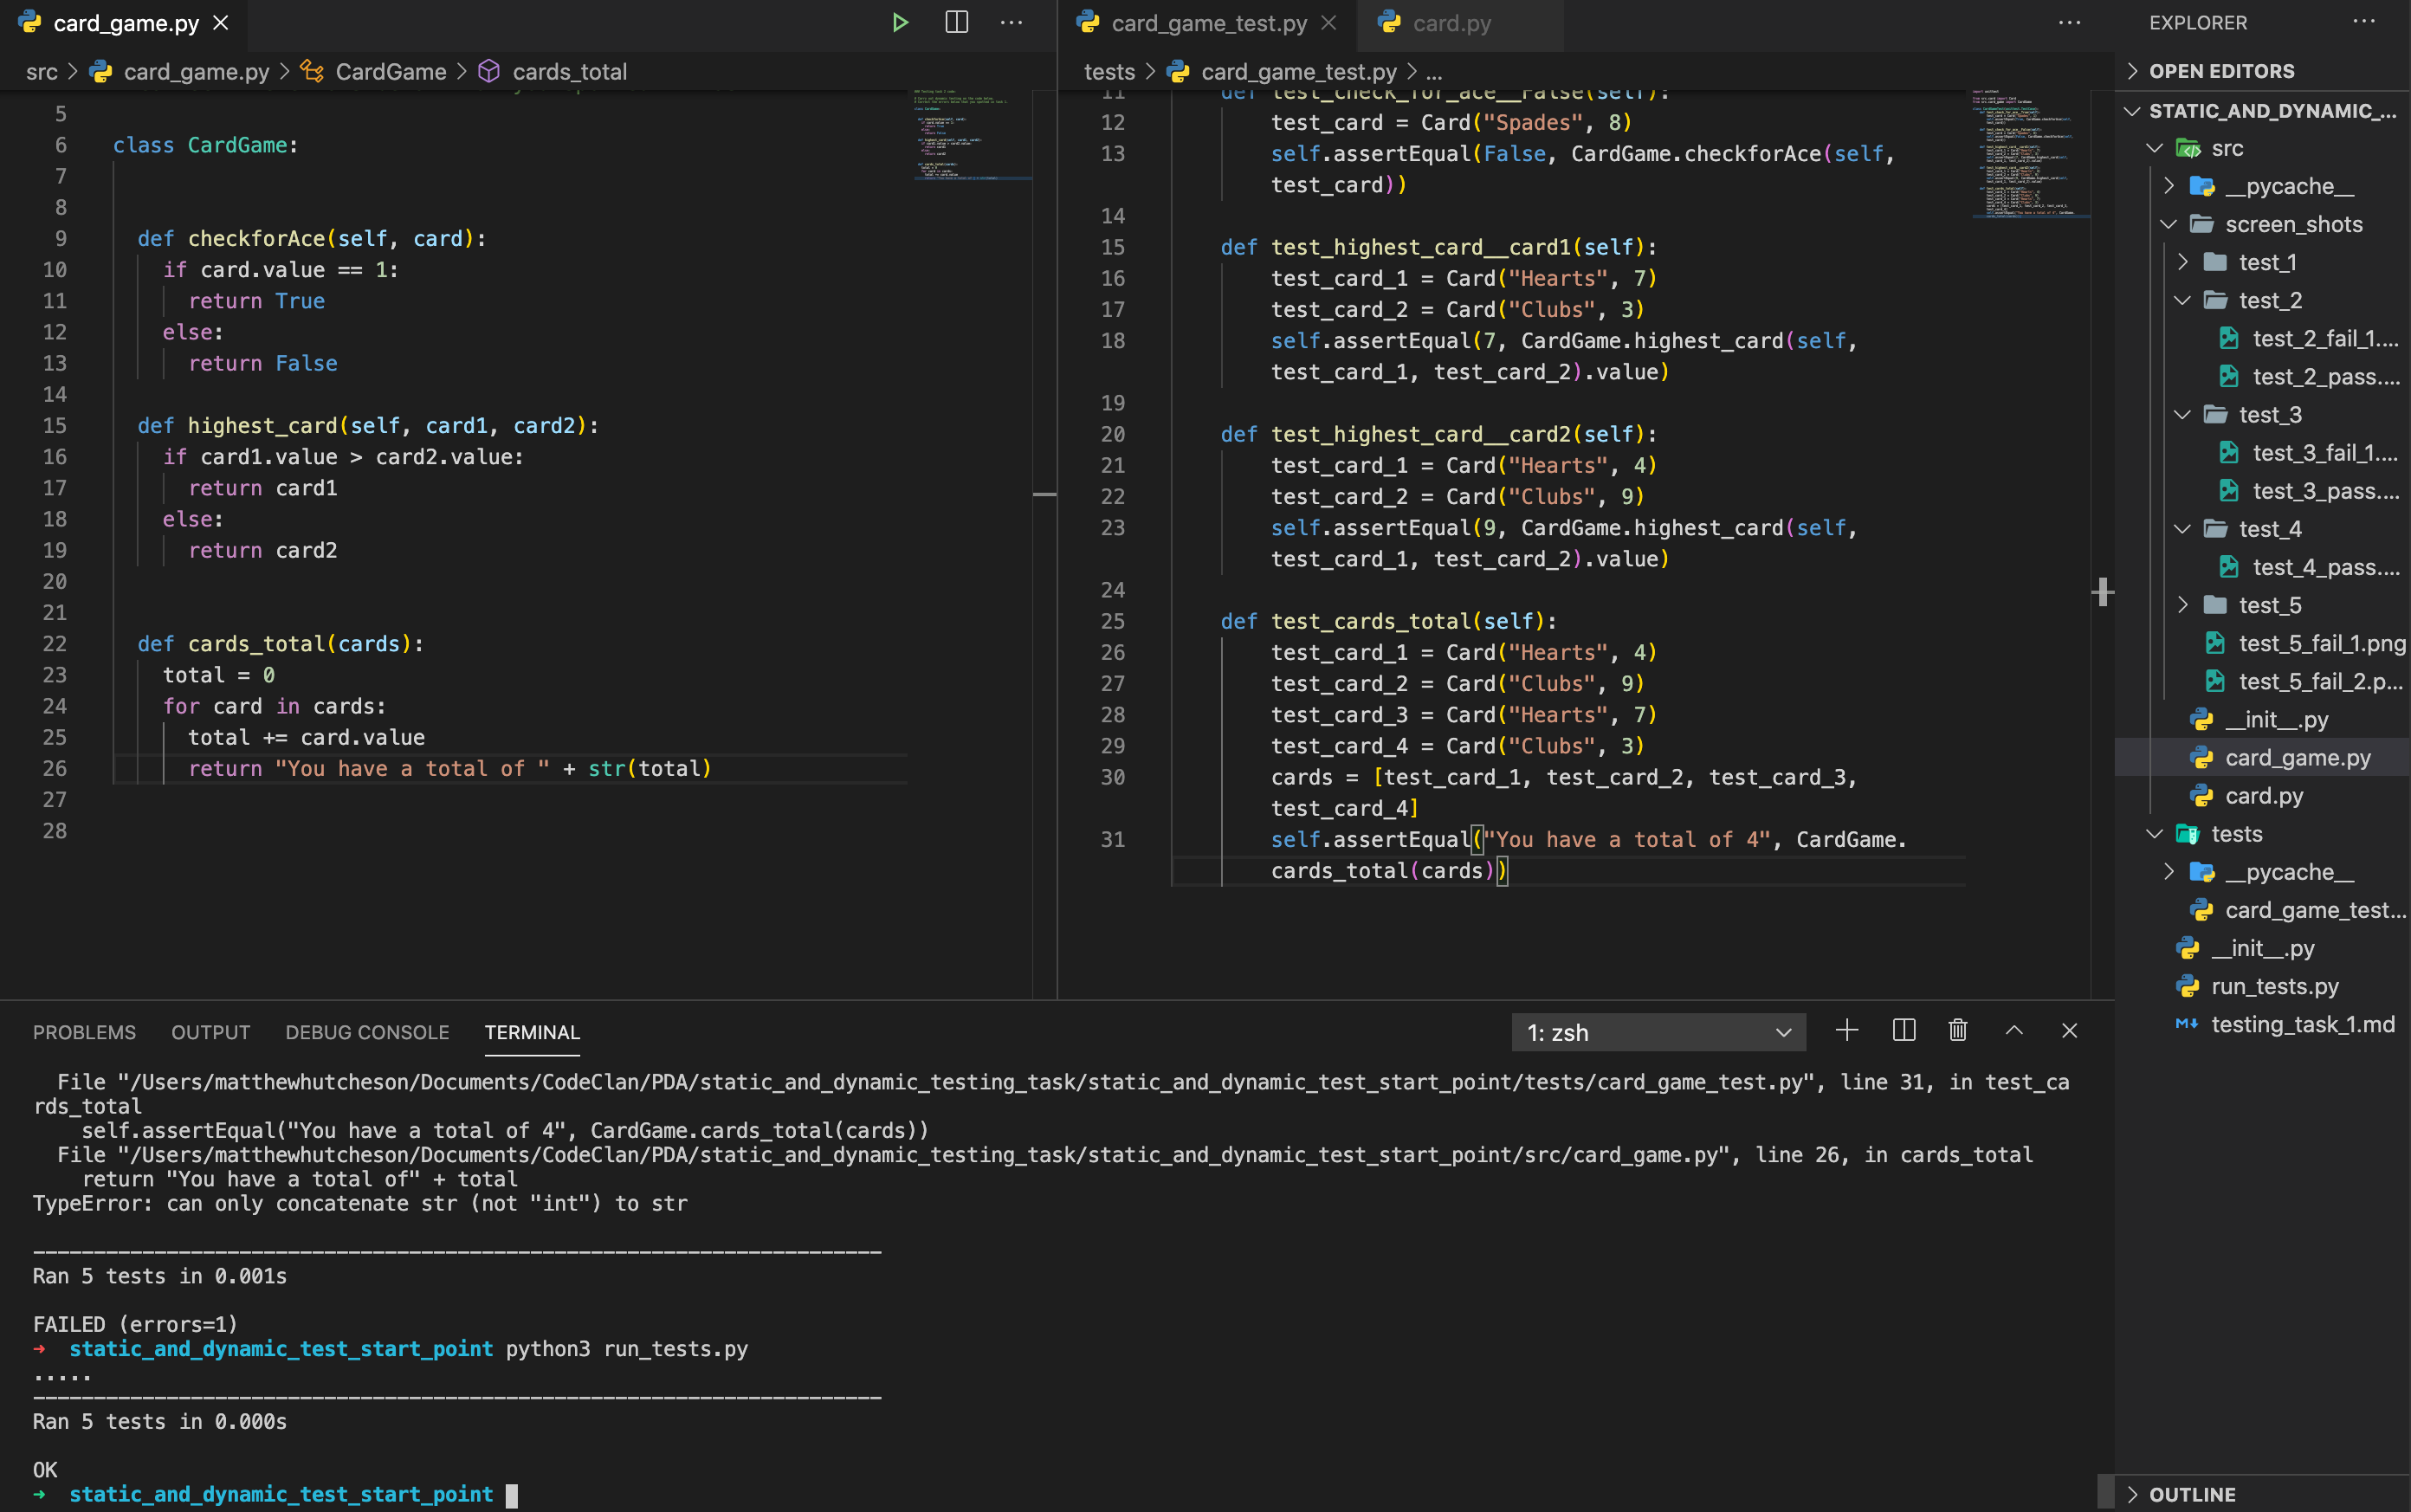 card_game.py
src > card_game.py > CardGame > cards_total
5
6 class CardGame:
7
8
9 def checkforAce(self, card):
10 if card.value == 1:
11 return True
12 else:
13 return False
14
15 def highest_card(self, card1, card2):
16 if card1.value > card2.value:
17 return card1
18 else:
19 return card2
20
21
22 def cards_total(cards):
23 total = 0
24 for card in cards:
25 total += card.value
26 return "You have a total of " + str(total)
27
28
card_game_test.py card.py
tests > card_game_test.py > ...
11 def test_check_for_ace__False(self):
12 test_card = Card("Spades", 8)
13 self.assertEqual(False, CardGame.checkforAce(self,
test_card))
14
15 def test_highest_card__card1(self):
16 test_card_1 = Card("Hearts", 7)
17 test_card_2 = Card("Clubs", 3)
18 self.assertEqual(7, CardGame.highest_card(self,
test_card_1, test_card_2).value)
19
20 def test_highest_card__card2(self):
21 test_card_1 = Card("Hearts", 4)
22 test_card_2 = Card("Clubs", 9)
23 self.assertEqual(9, CardGame.highest_card(self,
test_card_1, test_card_2).value)
24
25 def test_cards_total(self):
26 test_card_1 = Card("Hearts", 4)
27 test_card_2 = Card("Clubs", 9)
28 test_card_3 = Card("Hearts", 7)
29 test_card_4 = Card("Clubs", 3)
30 cards = [test_card_1, test_card_2, test_card_3,
test_card_4]
31 self.assertEqual("You have a total of 4", CardGame.
cards_total(cards))
EXPLORER
OPEN EDITORS
STATIC_AND_DYNAMIC_...
src
__pycache__
screen_shots
test_1
test_2
test_2_fail_1....
test_2_pass....
test_3
test_3_fail_1....
test_3_pass....
test_4
test_4_pass....
test_5
test_5_fail_1.png
test_5_fail_2.p...
__init__.py
card_game.py
card.py
tests
__pycache__
card_game_test...
__init__.py
run_tests.py
testing_task_1.md
OUTLINE
PROBLEMS OUTPUT DEBUG CONSOLE TERMINAL 1: zsh
File "/Users/matthewhutcheson/Documents/CodeClan/PDA/static_and_dynamic_testing_task/static_and_dynamic_test_start_point/tests/card_game_test.py", line 31, in test_ca
rds_total
self.assertEqual("You have a total of 4", CardGame.cards_total(cards))
File "/Users/matthewhutcheson/Documents/CodeClan/PDA/static_and_dynamic_testing_task/static_and_dynamic_test_start_point/src/card_game.py", line 26, in cards_total
return "You have a total of" + total
TypeError: can only concatenate str (not "int") to str
----------------------------------------------------------------------
Ran 5 tests in 0.001s
FAILED (errors=1)
➜ static_and_dynamic_test_start_point python3 run_tests.py
.....
----------------------------------------------------------------------
Ran 5 tests in 0.000s
OK
➜ static_and_dynamic_test_start_point